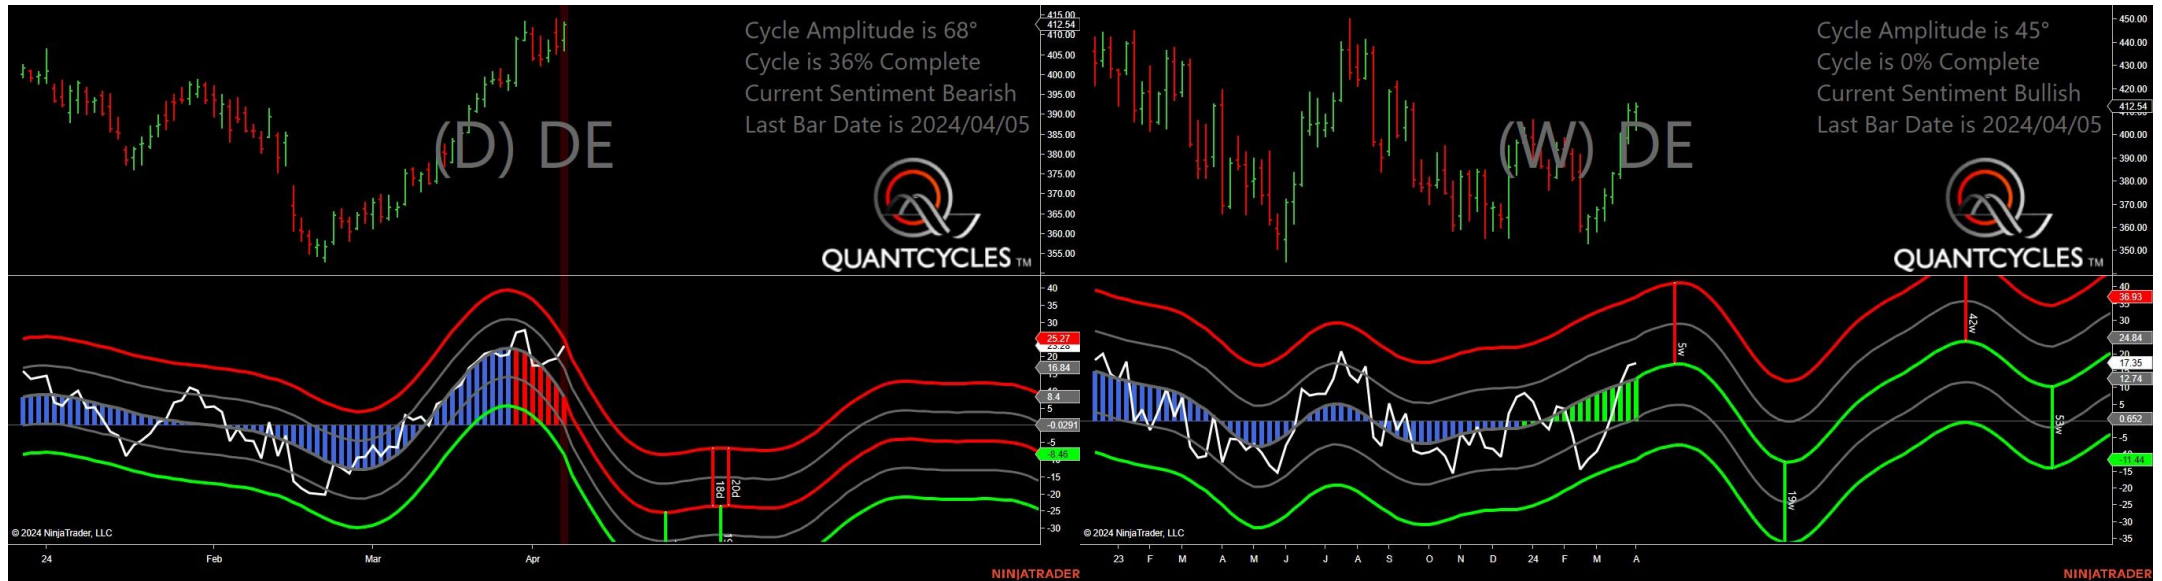 Cycle Amplitude is 68°
Cycle is 36% Complete
Current Sentiment Bearish
Last Bar Date is 2024/04/05
(D) DE
QUANTCYCLES TM
415.00
412.54
410.00
405.00
400.00
395.00
390.00
385.00
380.00
375.00
370.00
365.00
360.00
355.00
40
35
30
25.27
20
16.84
8.4
5
-0.0291
-5
-8.46
-15
-20
-25
-30
18d
20d
© 2024 NinjaTrader, LLC
24 Feb Mar Apr
NINJATRADER
Cycle Amplitude is 45°
Cycle is 0% Complete
Current Sentiment Bullish
Last Bar Date is 2024/04/05
(W) DE
QUANTCYCLES TM
450.00
440.00
430.00
420.00
412.54
400.00
390.00
380.00
370.00
360.00
350.00
40
36.93
30
24.84
17.35
12.74
5
0.652
-5
-11.44
-15
-20
-25
-30
-35
5w
19w
42w
53w
© 2024 NinjaTrader, LLC
23 F M A M J J A S O N D 24 F M A
NINJATRADER